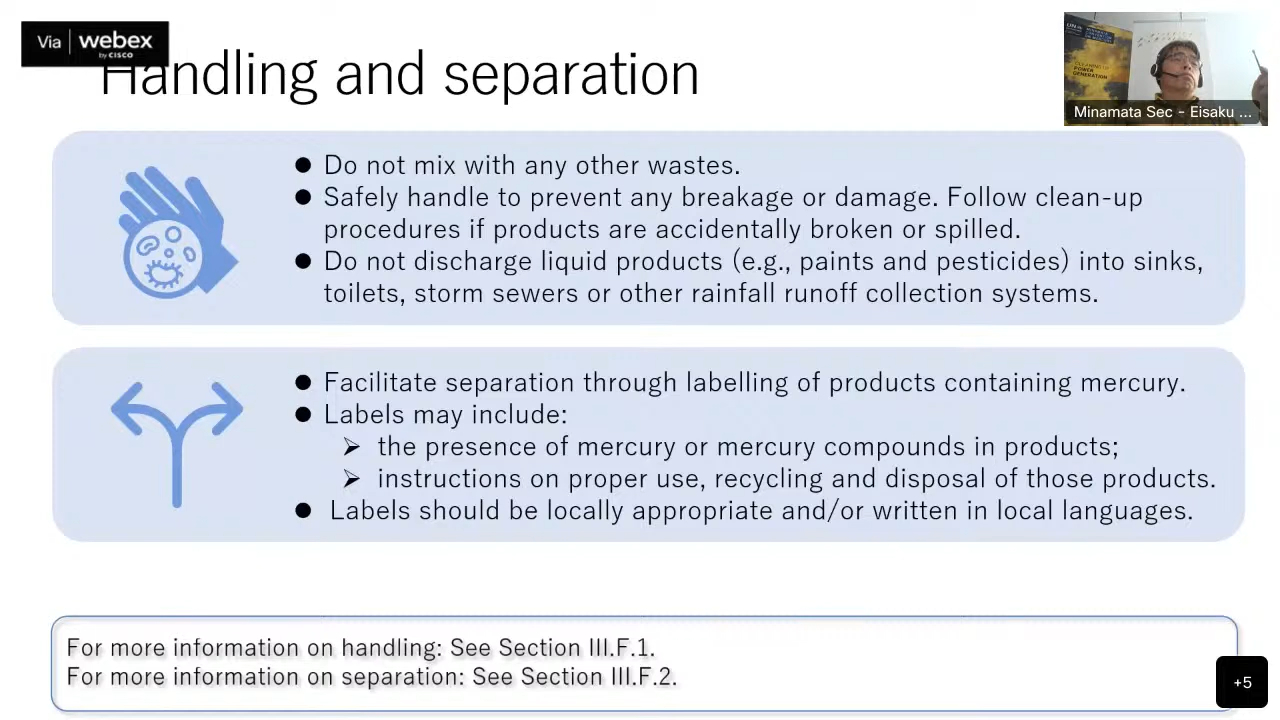 Via webex
by CISCO
Handling and separation
CLEANING UP
POWER
GENERATION
Minamata Sec - Eisaku ...
● Do not mix with any other wastes.
● Safely handle to prevent any breakage or damage. Follow clean-up
procedures if products are accidentally broken or spilled.
● Do not discharge liquid products (e.g., paints and pesticides) into sinks,
toilets, storm sewers or other rainfall runoff collection systems.
● Facilitate separation through labelling of products containing mercury.
● Labels may include:
➢ the presence of mercury or mercury compounds in products;
➢ instructions on proper use, recycling and disposal of those products.
● Labels should be locally appropriate and/or written in local languages.
For more information on handling: See Section III.F.1.
For more information on separation: See Section III.F.2.
+5